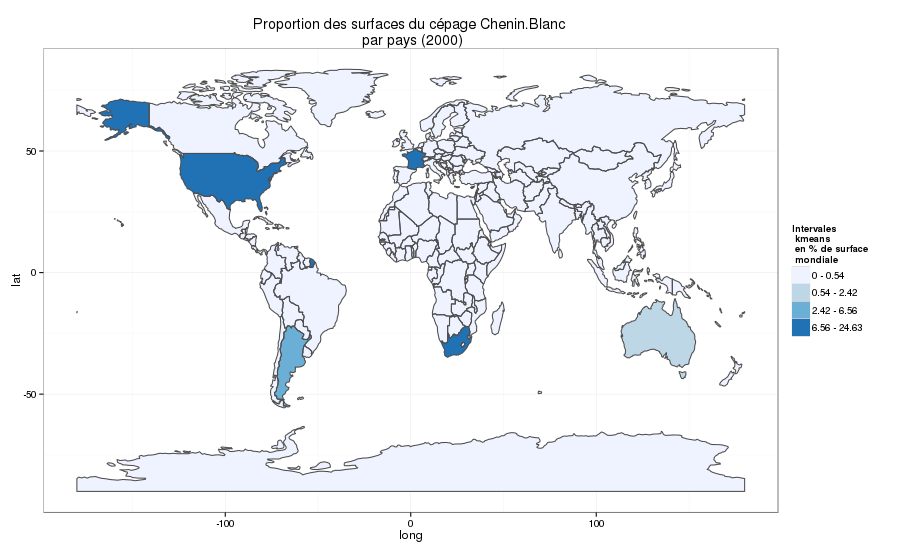 Proportion des surfaces du cépage Chenin.Blanc
par pays (2000)
lat
50
0
-50
-100
0
100
long
Intervales
kmeans
en % de surface
mondiale
0 - 0.54
0.54 - 2.42
2.42 - 6.56
6.56 - 24.63